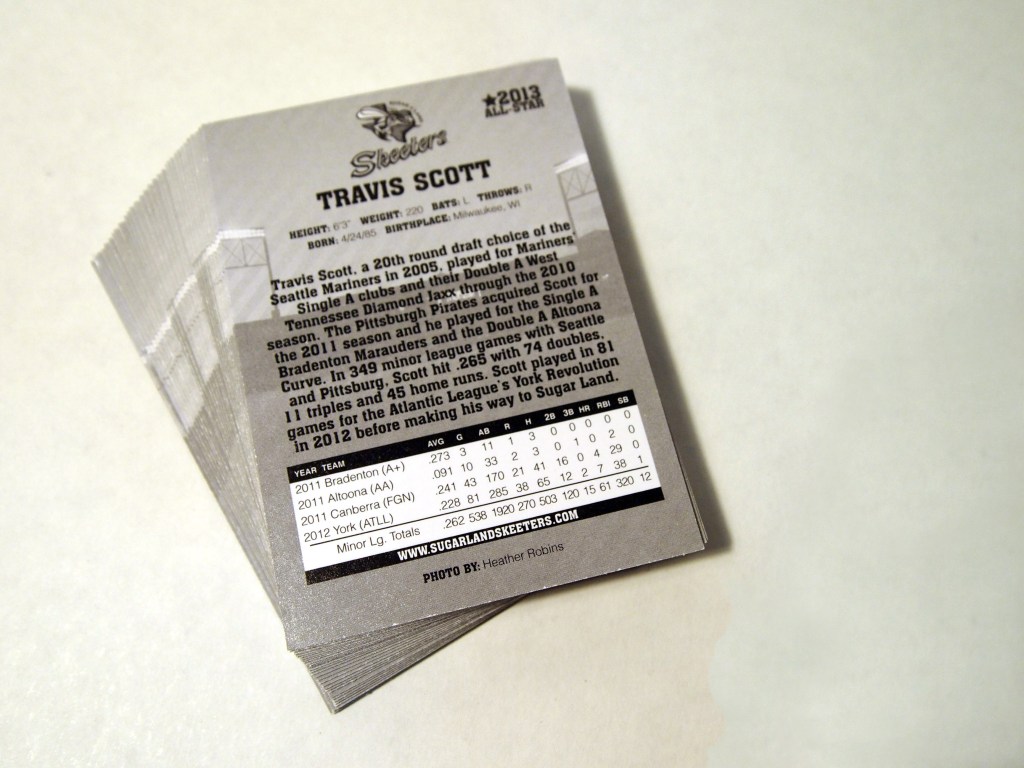 ★2013
ALL-STAR
Skeeters
TRAVIS SCOTT
HEIGHT: 6'3" WEIGHT: 220 BATS: L THROWS: R
BORN: 4/24/85 BIRTHPLACE: Milwaukee, WI
Travis Scott, a 20th round draft choice of the
Seattle Mariners in 2005, played for Mariners'
Single A clubs and their Double A West
Tennessee Diamond Jaxx through the 2010
season. The Pittsburgh Pirates acquired Scott for
the 2011 season and he played for the Single A
Bradenton Marauders and the Double A Altoona
Curve. In 349 minor league games with Seattle
and Pittsburg, Scott hit .265 with 74 doubles,
11 triples and 45 home runs. Scott played in 81
games for the Atlantic League's York Revolution
in 2012 before making his way to Sugar Land.
YEAR TEAM AVG G AB R H 2B 3B HR RBI SB
2011 Bradenton (A+) .273 3 11 1 3 0 0 0 0 0
2011 Altoona (AA) .091 10 33 2 3 0 1 0 2 0
2011 Canberra (FGN) .241 43 170 21 41 16 0 4 29 0
2012 York (ATLL) .228 81 285 38 65 12 2 7 38 1
Minor Lg. Totals .262 538 1920 270 503 120 15 61 320 12
WWW.SUGARLANDSKEETERS.COM
PHOTO BY: Heather Robins